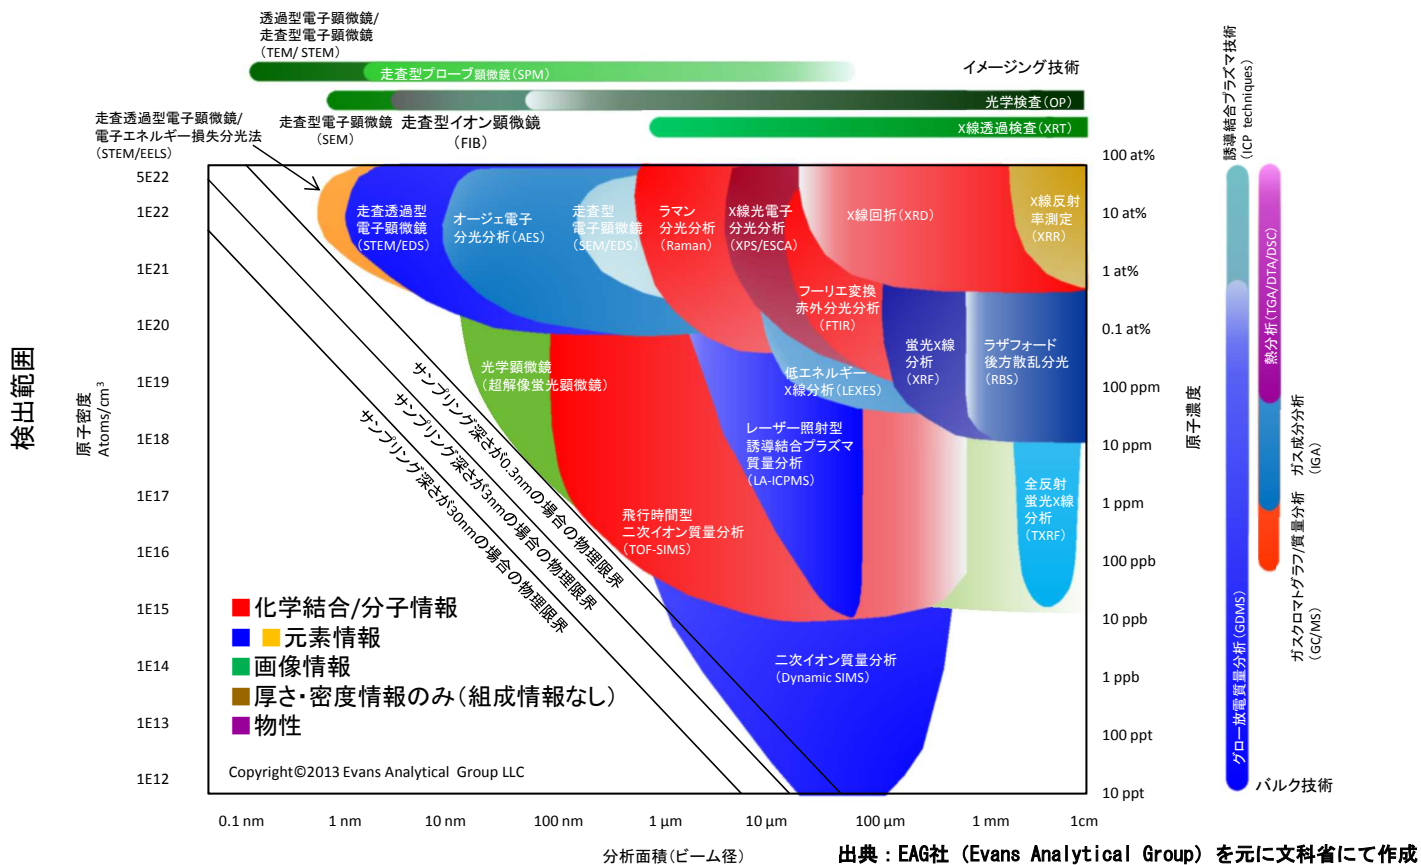 透過型電子顕微鏡/
走査型電子顕微鏡
(TEM/ STEM)
走査型プローブ顕微鏡(SPM)
イメージング技術
光学検査(OP)
走査型電子顕微鏡
(SEM)
走査型イオン顕微鏡
(FIB)
X線透過検査(XRT)
走査透過型電子顕微鏡/
電子エネルギー損失分光法
(STEM/EELS)
誘導結合プラズマ技術
(ICP techniques)
検出範囲
原子密度
Atoms/cm³
5E22
1E22
1E21
1E20
1E19
1E18
1E17
1E16
1E15
1E14
1E13
1E12
走査透過型
電子顕微鏡
(STEM/EDS)
オージェ電子
分光分析(AES)
走査型
電子顕微鏡
(SEM/EDS)
ラマン
分光分析
(Raman)
X線光電子
分光分析
(XPS/ESCA)
X線回折(XRD)
X線反射
率測定
(XRR)
フーリエ変換
赤外分光分析
(FTIR)
光学顕微鏡
(超解像蛍光顕微鏡)
低エネルギー
X線分析(LEXES)
蛍光X線
分析
(XRF)
ラザフォード
後方散乱分光
(RBS)
レーザー照射型
誘導結合プラズマ
質量分析
(LA-ICPMS)
飛行時間型
二次イオン質量分析
(TOF-SIMS)
全反射
蛍光X線
分析
(TXRF)
二次イオン質量分析
(Dynamic SIMS)
サンプリング深さが0.3nmの場合の物理限界
サンプリング深さが3nmの場合の物理限界
サンプリング深さが30nmの場合の物理限界
化学結合/分子情報
元素情報
画像情報
厚さ・密度情報のみ(組成情報なし)
物性
Copyright©2013 Evans Analytical Group LLC
100 at%
10 at%
1 at%
0.1 at%
100 ppm
10 ppm
1 ppm
100 ppb
10 ppb
1 ppb
100 ppt
10 ppt
原子濃度
グロー放電質量分析(GDMS)
熱分析(TGA/DTA/DSC)
ガス成分分析
(IGA)
ガスクロマトグラフ/質量分析
(GC/MS)
バルク技術
0.1 nm
1 nm
10 nm
100 nm
1 µm
10 µm
100 µm
1 mm
1cm
分析面積(ビーム径)
出典：EAG社 (Evans Analytical Group) を元に文科省にて作成